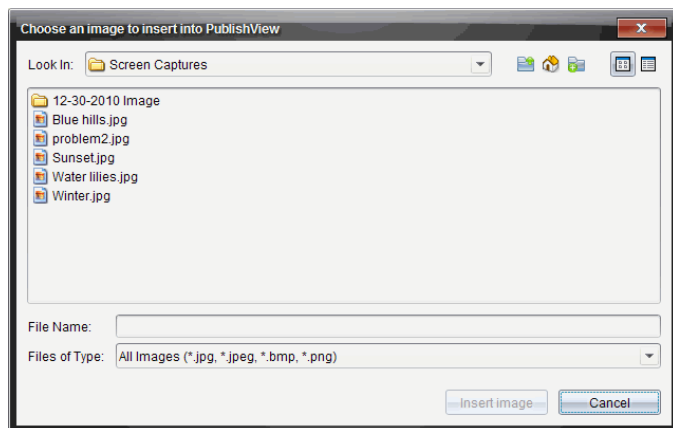 Choose an image to insert into PublishView
Look In: Screen Captures
12-30-2010 Image
Blue hills.jpg
problem2.jpg
Sunset.jpg
Water lilies.jpg
Winter.jpg
File Name:
Files of Type: All Images (*.jpg, *.jpeg, *.bmp, *.png)
Insert image Cancel